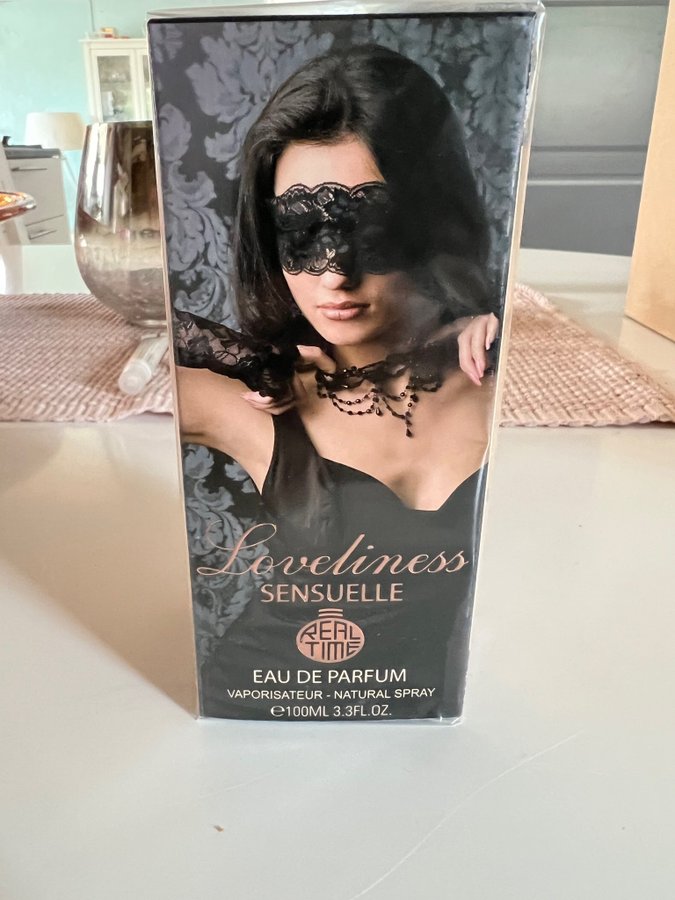 Loveliness
SENSUELLE
REAL
TIME
EAU DE PARFUM
VAPORISATEUR - NATURAL SPRAY
℮100ML 3.3FL.OZ.